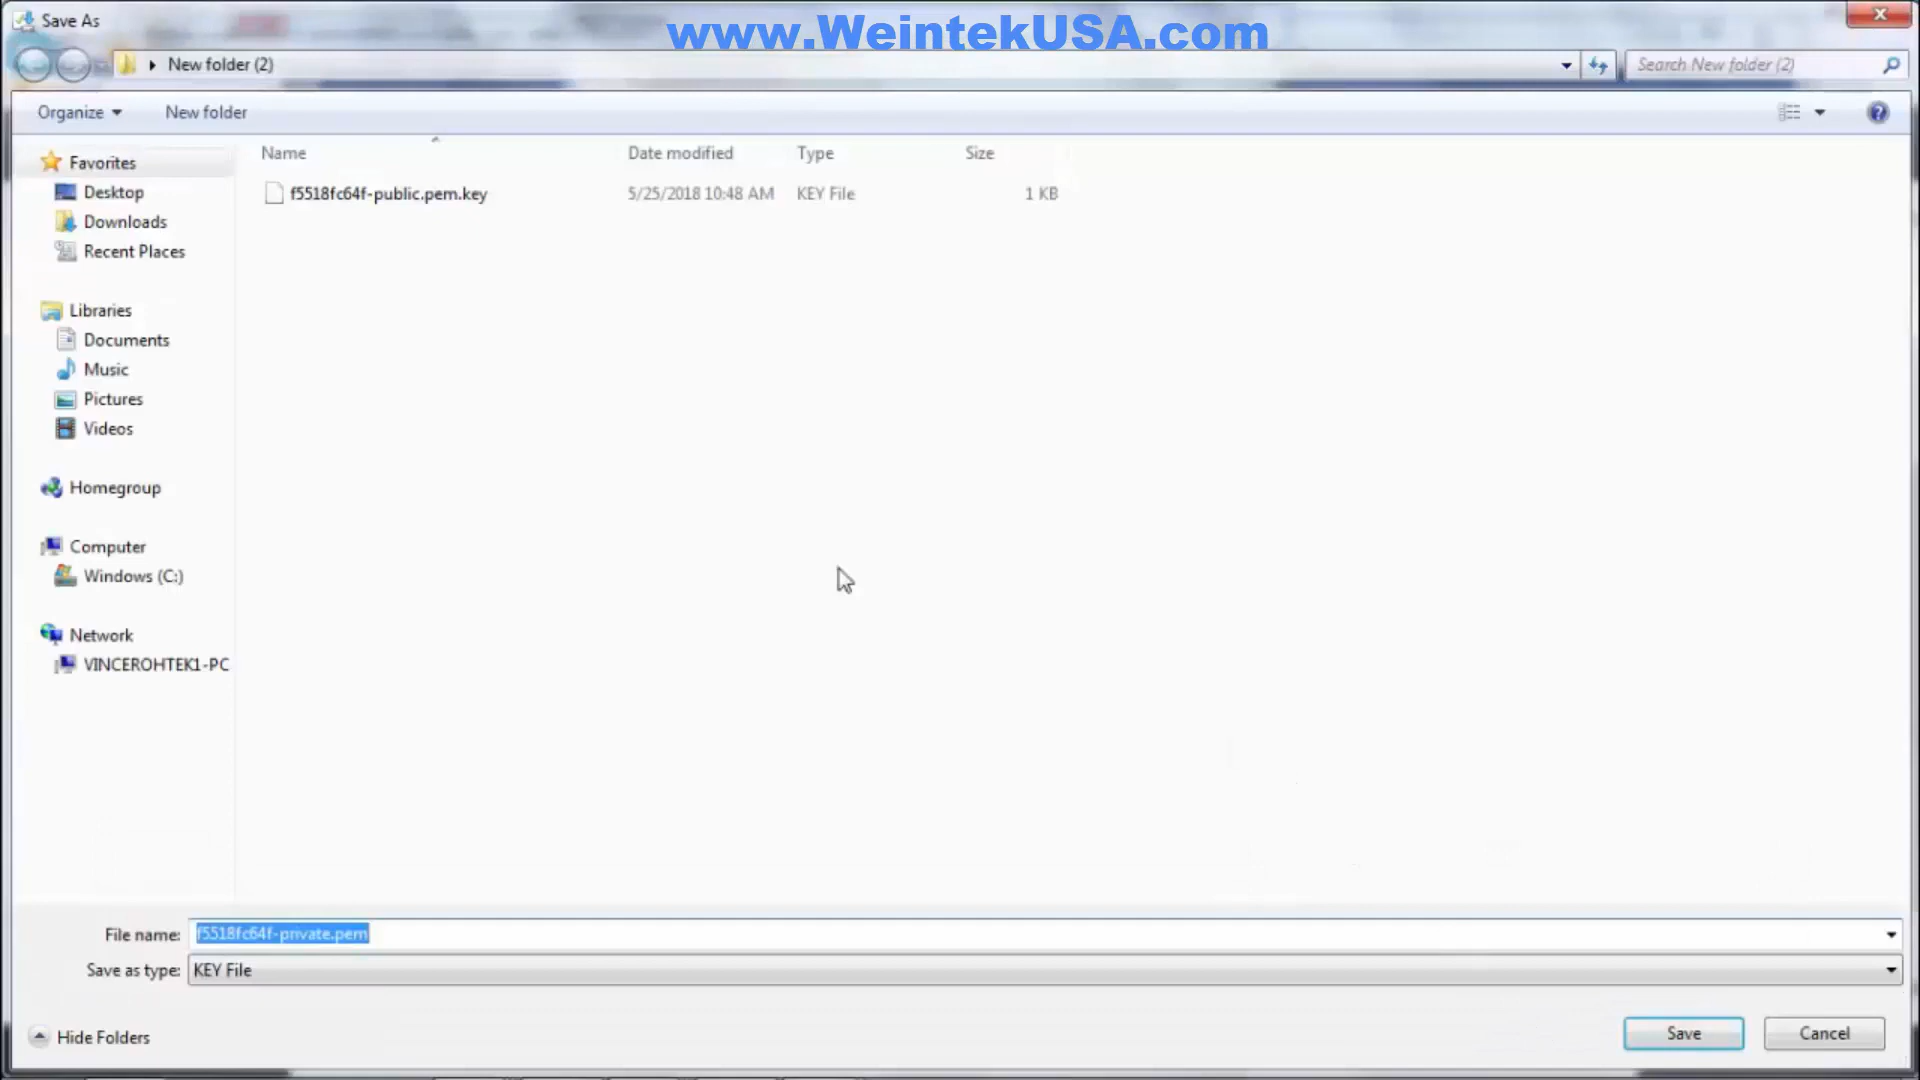 Save As
www.WeintekUSA.com
New folder (2)
Search New folder (2)
Organize
New folder
Name
Date modified
Type
Size
f5518fc64f-public.pem.key
5/25/2018 10:48 AM
KEY File
1 KB
Favorites
Desktop
Downloads
Recent Places
Libraries
Documents
Music
Pictures
Videos
Homegroup
Computer
Windows (C:)
Network
VINCEROHTEK1-PC
File name:
f5518fc64f-private.pem
Save as type:
KEY File
Hide Folders
Save
Cancel